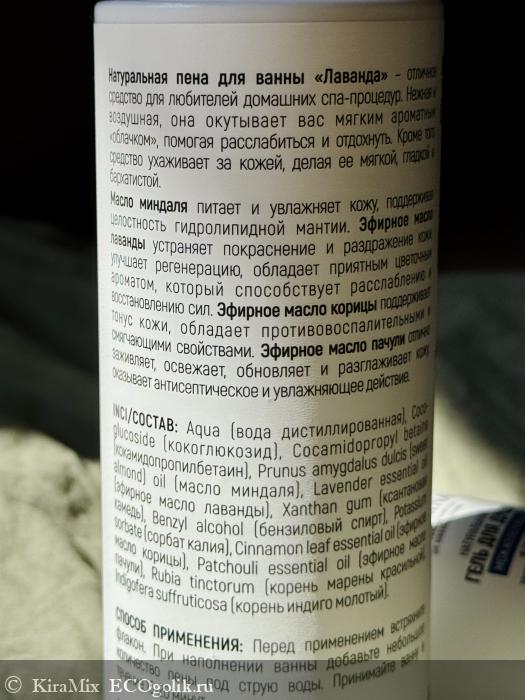 Натуральная пена для ванны «Лаванда» – отличное
средство для любителей домашних спа-процедур. Нежная и
воздушная, она окутывает вас мягким ароматным
«облачком», помогая расслабиться и отдохнуть. Кроме того
средство ухаживает за кожей, делая ее мягкой, гладкой и
бархатистой.
Масло миндаля питает и увлажняет кожу, поддерживая
целостность гидролипидной мантии. Эфирное масло
лаванды устраняет покраснение и раздражение кожи,
улучшает регенерацию, обладает приятным цветочным
ароматом, который способствует расслаблению и
восстановлению сил. Эфирное масло корицы поддерживает
тонус кожи, обладает противовоспалительными и
смягчающими свойствами. Эфирное масло пачули отлично
заживляет, освежает, обновляет и разглаживает кожу,
оказывает антисептическое и увлажняющее действие.
INCI/СОСТАВ: Aqua (вода дистиллированная), Coco-
glucoside (кокоглюкозид), Cocamidopropyl betaine
(кокамидопропилбетаин), Prunus amygdalus dulcis (sweet
almond) oil (масло миндаля), Lavender essential oil
(эфирное масло лаванды), Xanthan gum (ксантановая
камедь), Benzyl alcohol (бензиловый спирт), Potassium
sorbate (сорбат калия), Cinnamon leaf essential oil (эфирное
масло корицы), Patchouli essential oil (эфирное масло
пачули), Rubia tinctorum (корень марены красильной),
Indigofera suffruticosa (корень индиго молотый).
СПОСОБ ПРИМЕНЕНИЯ: Перед применением встряхните
флакон. При наполнении ванны добавьте небольшое
количество пены под струю воды. Принимайте ванну в
минут.
ГЕЛЬ ДЛЯ
KiraMix ECOgolik.ru